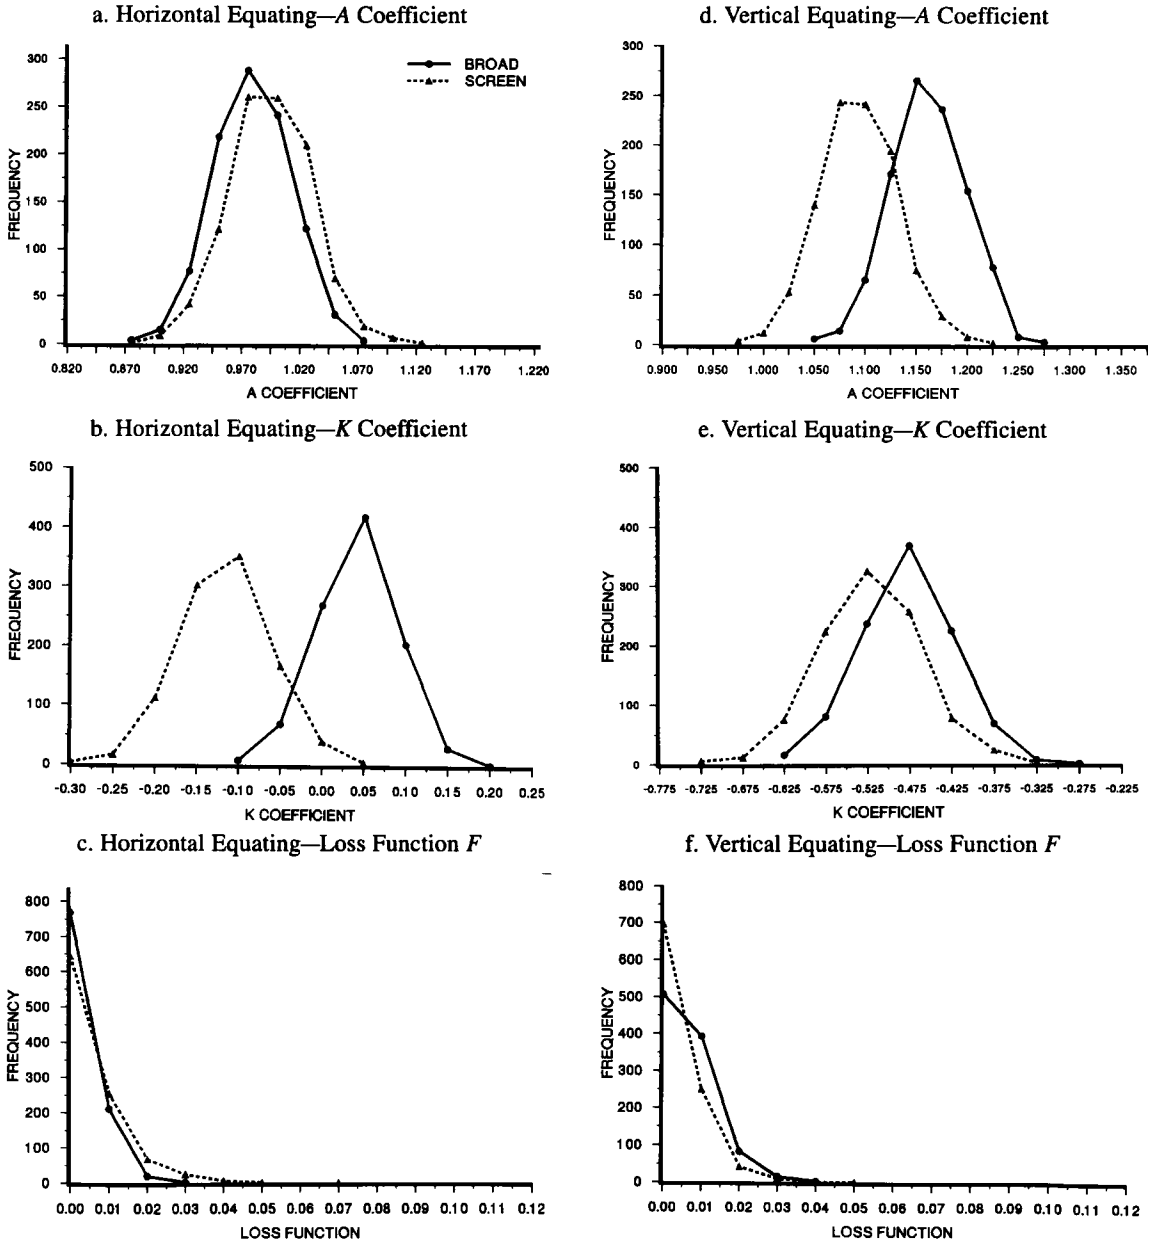 a. Horizontal Equating—A Coefficient
300
250
200
150
100
50
0
FREQUENCY
BROAD
SCREEN
0.820 0.870 0.920 0.970 1.020 1.070 1.120 1.170 1.220
A COEFFICIENT
d. Vertical Equating—A Coefficient
300
250
200
150
100
50
0
FREQUENCY
0.900 0.950 1.000 1.050 1.100 1.150 1.200 1.250 1.300 1.350
A COEFFICIENT
b. Horizontal Equating—K Coefficient
500
400
300
200
100
0
FREQUENCY
-0.30 -0.25 -0.20 -0.15 -0.10 -0.05 0.00 0.05 0.10 0.15 0.20 0.25
K COEFFICIENT
e. Vertical Equating—K Coefficient
500
400
300
200
100
0
FREQUENCY
-0.775 -0.725 -0.675 -0.625 -0.575 -0.525 -0.475 -0.425 -0.375 -0.325 -0.275 -0.225
K COEFFICIENT
c. Horizontal Equating—Loss Function F
800
700
600
500
400
300
200
100
0
FREQUENCY
0.00 0.01 0.02 0.03 0.04 0.05 0.06 0.07 0.08 0.09 0.10 0.11 0.12
LOSS FUNCTION
f. Vertical Equating—Loss Function F
800
700
600
500
400
300
200
100
0
FREQUENCY
0.00 0.01 0.02 0.03 0.04 0.05 0.06 0.07 0.08 0.09 0.10 0.11 0.12
LOSS FUNCTION